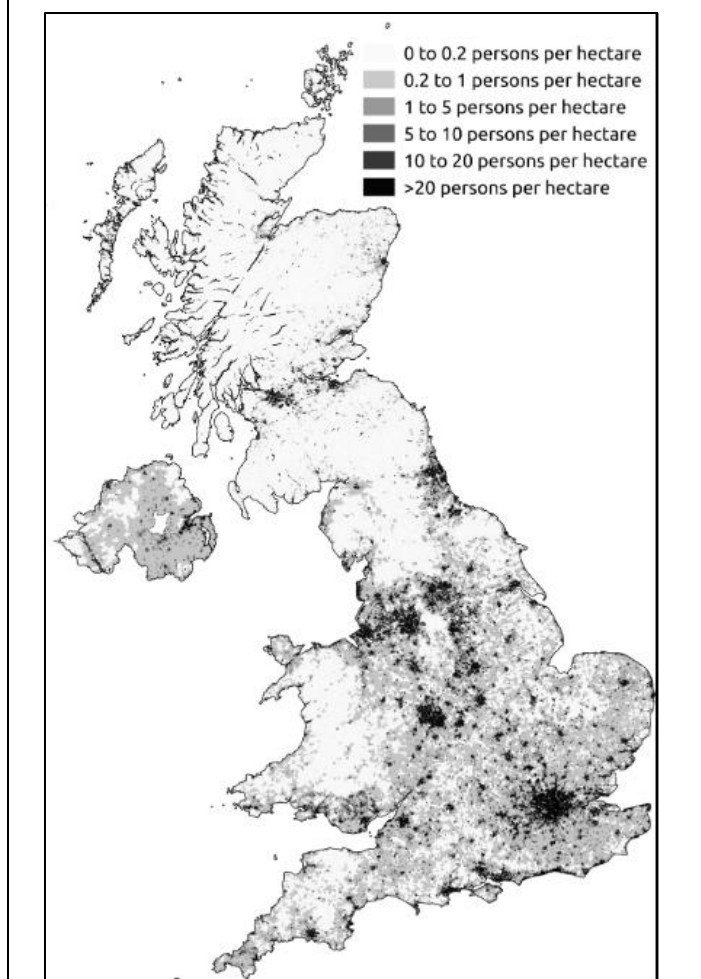 0 to 0.2 persons per hectare
0.2 to 1 persons per hectare
1 to 5 persons per hectare
5 to 10 persons per hectare
10 to 20 persons per hectare
>20 persons per hectare